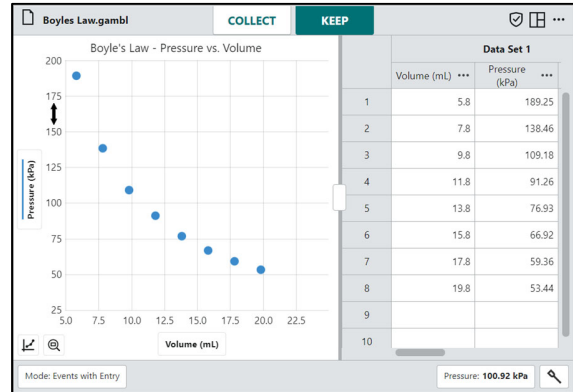 Boyles Law.gambl COLLECT KEEP
Boyle's Law - Pressure vs. Volume
200
175
150
125
100
75
50
25
Pressure (kPa)
5.0 7.5 10.0 12.5 15.0 17.5 20.0 22.5
Volume (mL)
Data Set 1
Volume (mL) Pressure (kPa)
1 5.8 189.25
2 7.8 138.46
3 9.8 109.18
4 11.8 91.26
5 13.8 76.93
6 15.8 66.92
7 17.8 59.36
8 19.8 53.44
9
10
Mode: Events with Entry Pressure: 100.92 kPa